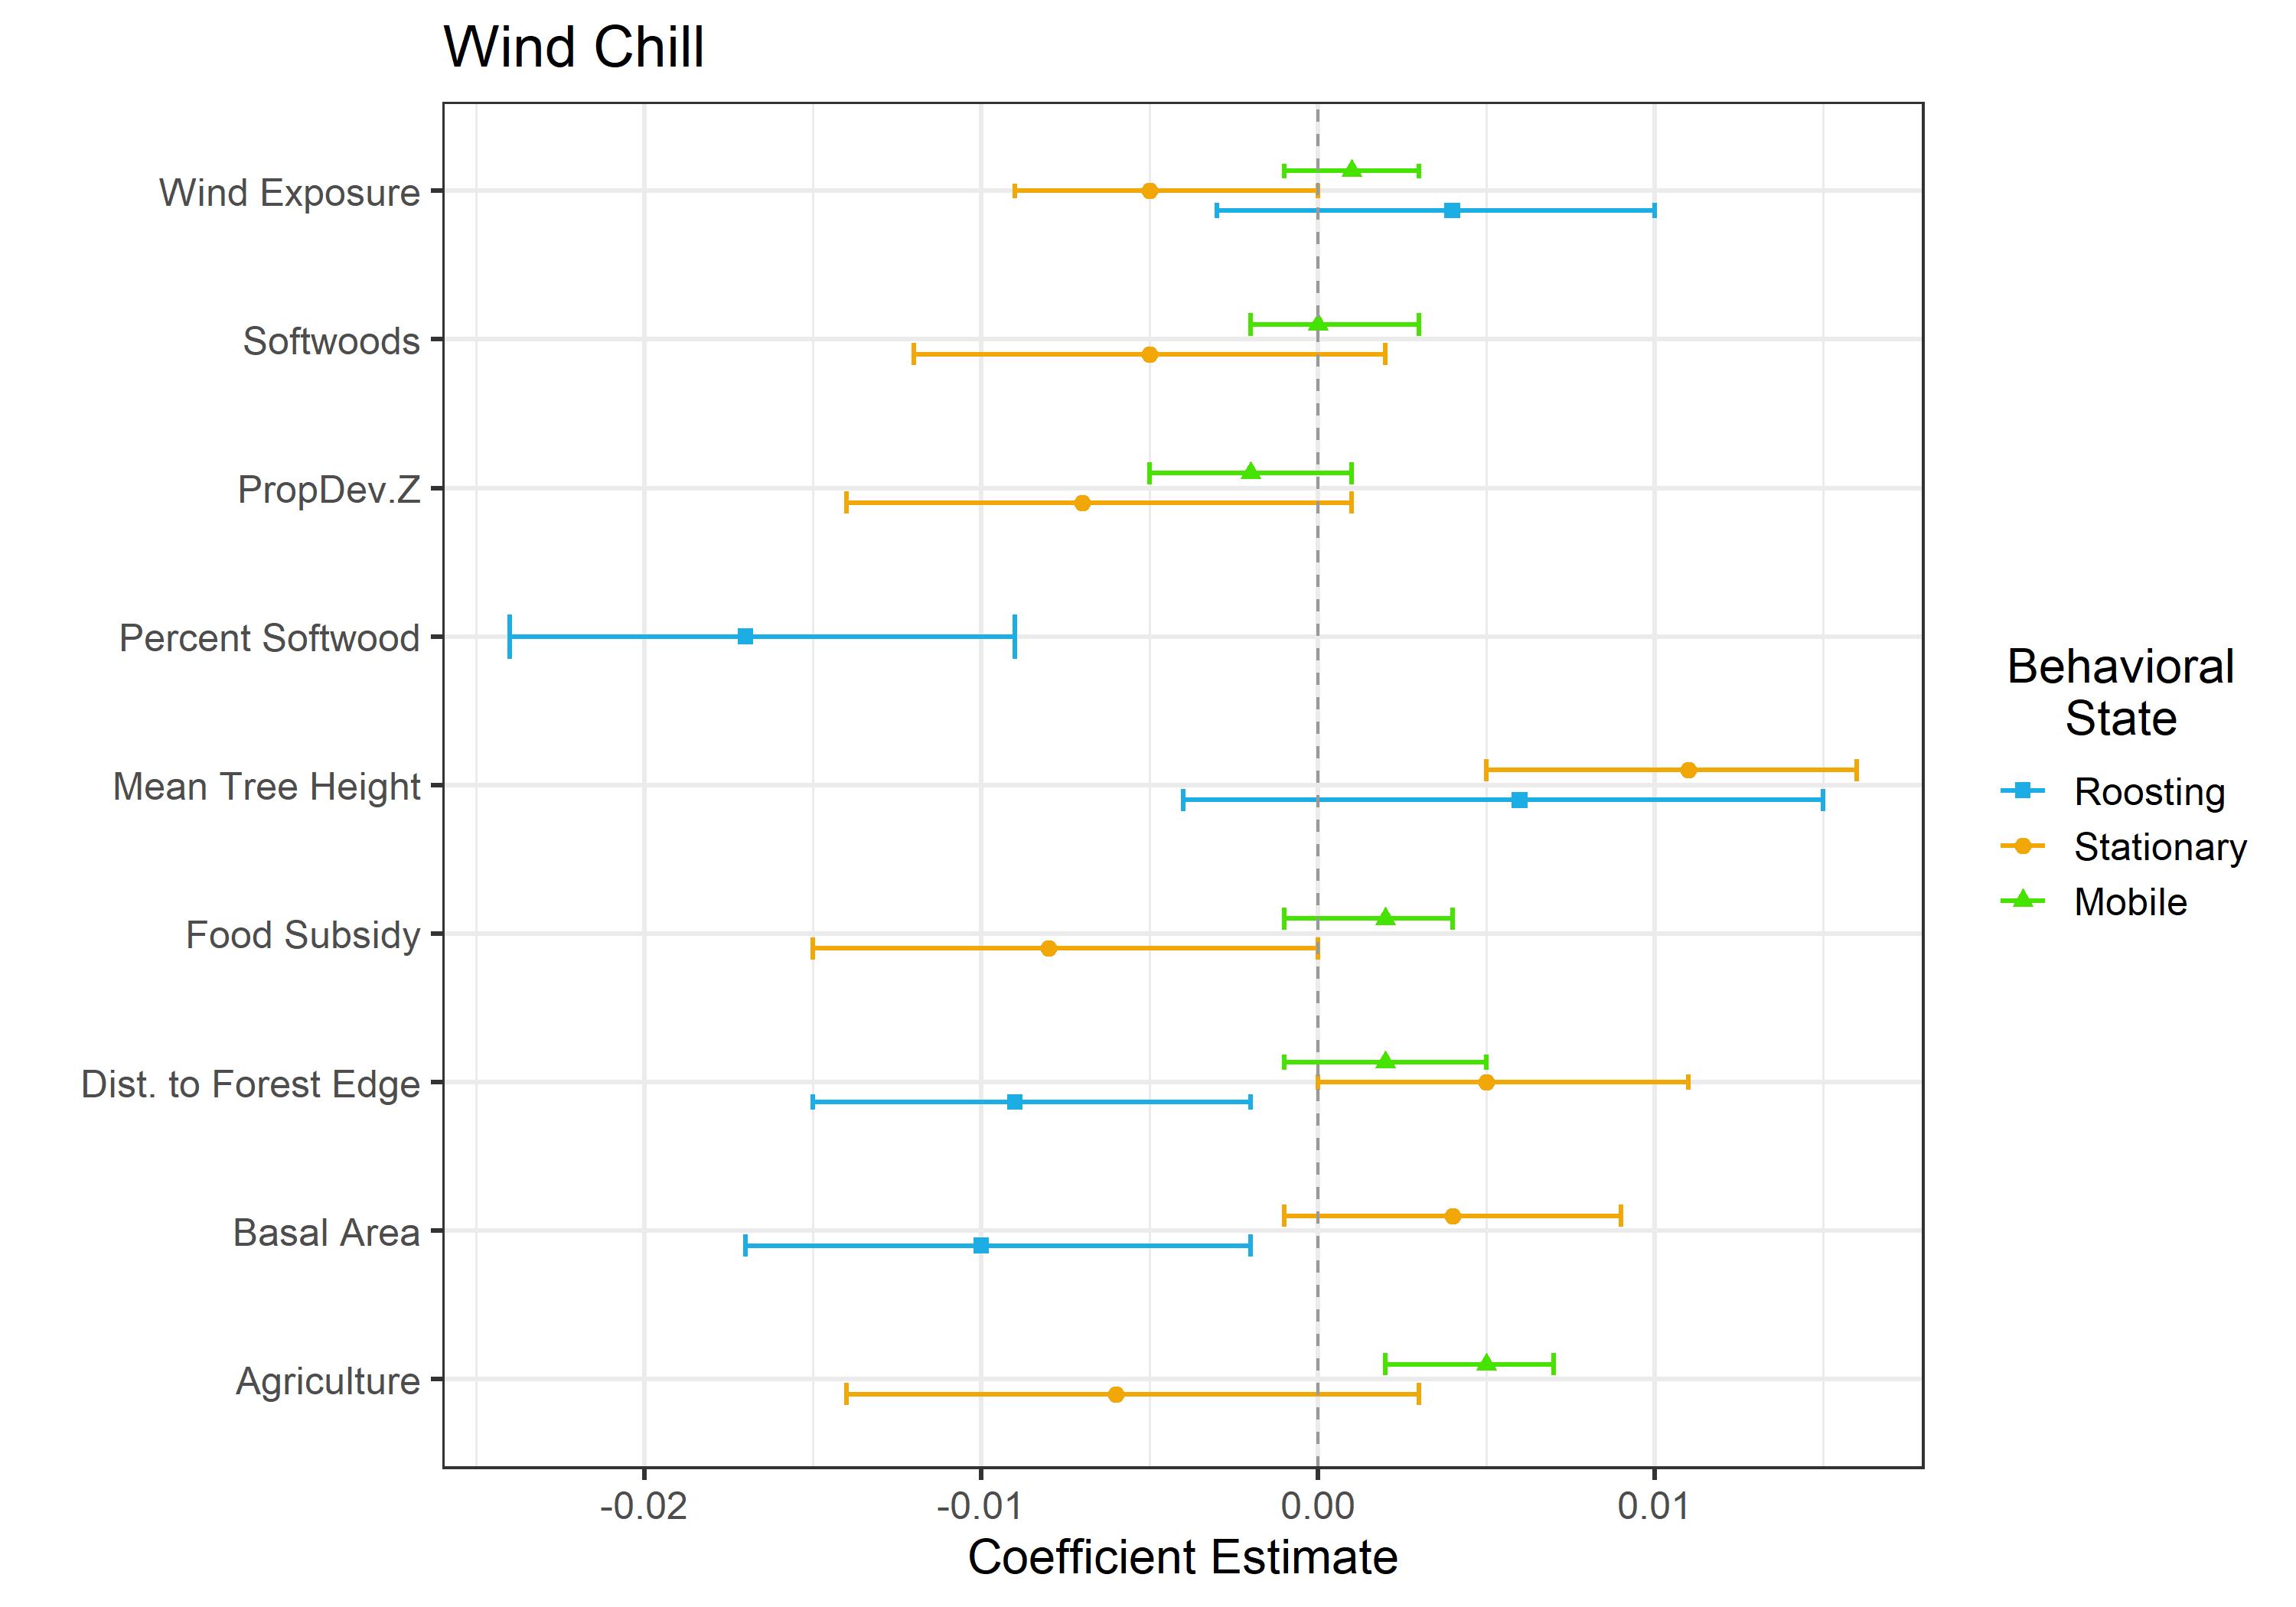 Wind Chill
Wind Exposure
Softwoods
PropDev.Z
Percent Softwood
Mean Tree Height
Food Subsidy
Dist. to Forest Edge
Basal Area
Agriculture
-0.02 -0.01 0.00 0.01
Coefficient Estimate
Behavioral
State
Roosting
Stationary
Mobile